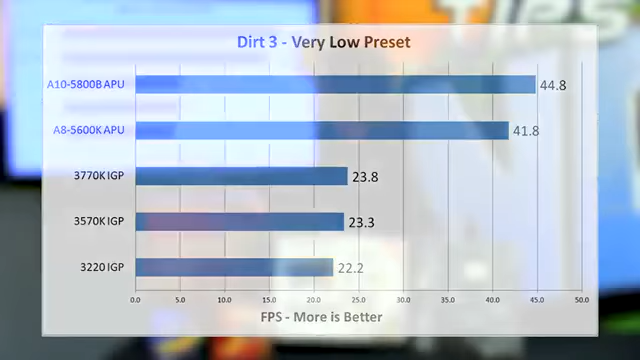 TIPS
Dirt 3 - Very Low Preset
A10-5800B APU 44.8
A8-5600K APU 41.8
3770K IGP 23.8
3570K IGP 23.3
3220 IGP 22.2
0.0 5.0 10.0 15.0 20.0 25.0 30.0 35.0 40.0 45.0 50.0
FPS - More is Better